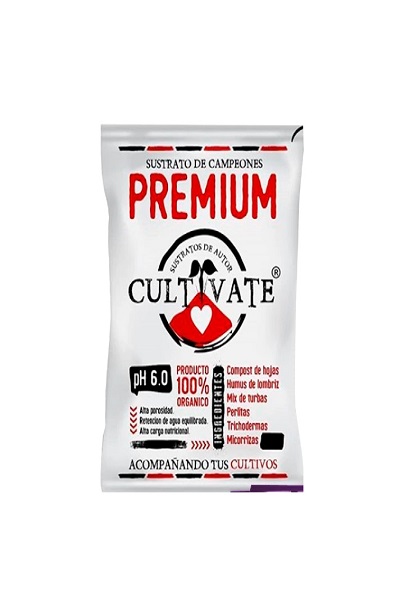 SUSTRATO DE CAMPEONES
PREMIUM
SUSTRATOS DE AUTOR
CULTIVATE®
pH 6.0
PRODUCTO
100%
ORGANICO
Alta porosidad.
Retencion de agua equilibrada.
Alta carga nutricional.
INGREDIENTES
Compost de hojas
Humus de lombriz
Mix de turbas
Perlitas
Trichodermas
Micorrizas
ACOMPAÑANDO TUS CULTIVOS